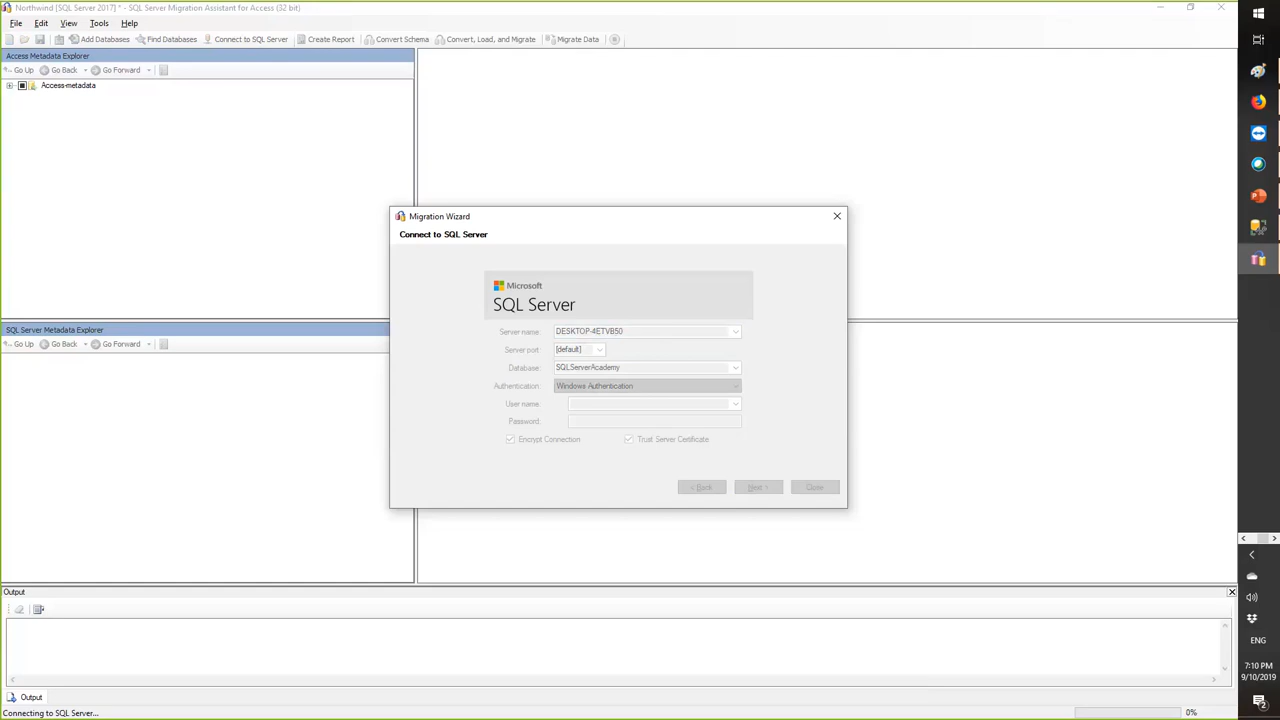 Northwind [SQL Server 2017] * - SQL Server Migration Assistant for Access (32 bit)
File Edit View Tools Help
Add Databases Find Databases Connect to SQL Server Create Report Convert Schema Convert, Load, and Migrate Migrate Data
Access Metadata Explorer
Go Up Go Back Go Forward
Access-metadata
Migration Wizard
Connect to SQL Server
Microsoft
SQL Server
Server name: DESKTOP-4ETVB50
Server port: [default]
Database: SQLServerAcademy
Authentication: Windows Authentication
User name:
Password:
Encrypt Connection Trust Server Certificate
< Back Next > Close
SQL Server Metadata Explorer
Go Up Go Back Go Forward
Output
Output
Connecting to SQL Server...
0%
ENG
7:10 PM
9/10/2019
2